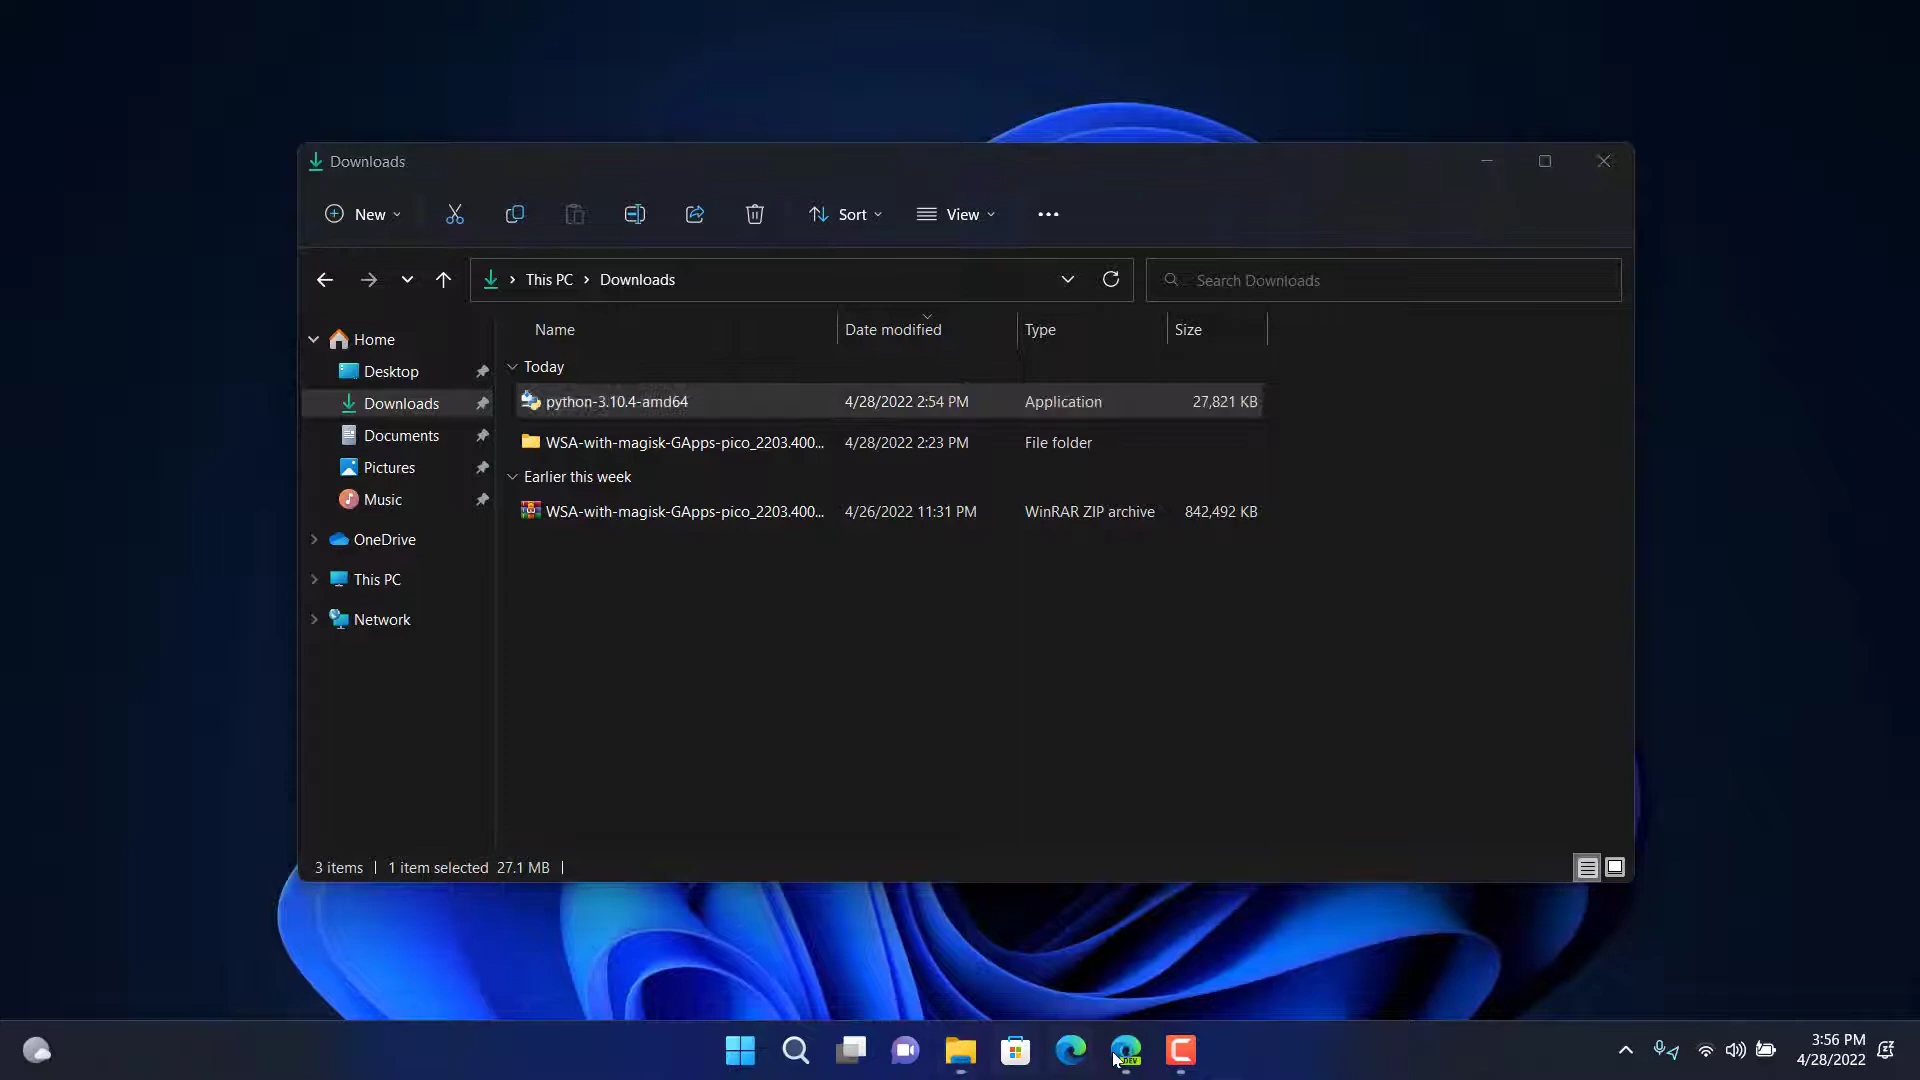 Downloads
New
Sort
View
This PC
Downloads
Search Downloads
Name
Date modified
Type
Size
Home
Desktop
Downloads
Documents
Pictures
Music
OneDrive
This PC
Network
Today
python-3.10.4-amd64 4/28/2022 2:54 PM Application 27,821 KB
WSA-with-magisk-GApps-pico_2203.400... 4/28/2022 2:23 PM File folder
Earlier this week
WSA-with-magisk-GApps-pico_2203.400... 4/26/2022 11:31 PM WinRAR ZIP archive 842,492 KB
3 items 1 item selected 27.1 MB
DEV
3:56 PM
4/28/2022